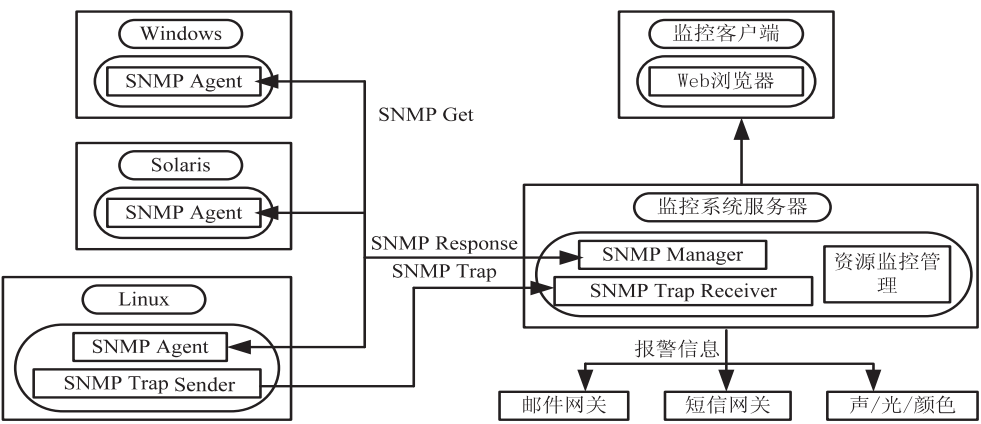 Windows
SNMP Agent
SNMP Get
Solaris
SNMP Agent
SNMP Response
SNMP Trap
Linux
SNMP Agent
SNMP Trap Sender
监控客户端
Web浏览器
监控系统服务器
SNMP Manager
SNMP Trap Receiver
资源监控管
理
报警信息
邮件网关
短信网关
声/光/颜色